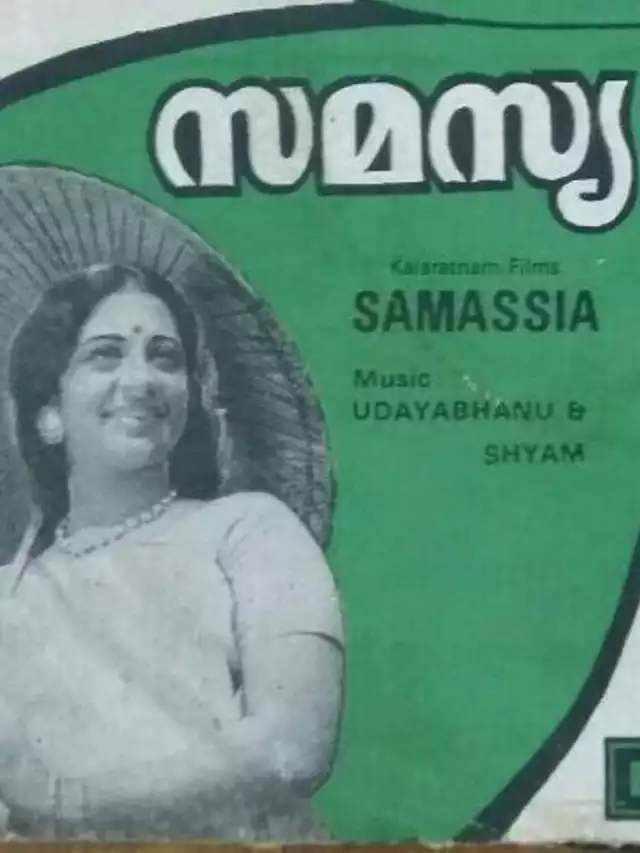 സമസ്യ
Kalaratnam Films
SAMASSIA
Music
UDAYABHANU &
SHYAM